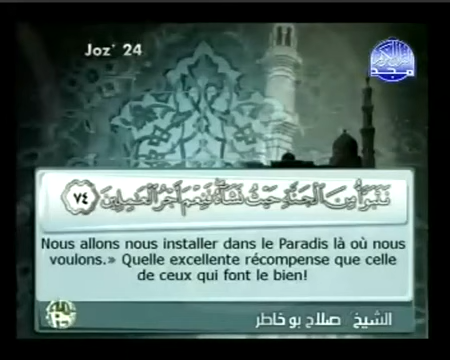 Joz' 24
مجد
نَتَبَوَّأُ مِنَ ٱلْجَنَّةِ حَيْثُ نَشَآءُ ۖ فَنِعْمَ أَجْرُ ٱلْعَٰمِلِينَ ٧٤
Nous allons nous installer dans le Paradis là où nous
voulons.» Quelle excellente récompense que celle
de ceux qui font le bien!
الشيخ صلاح بو خاطر